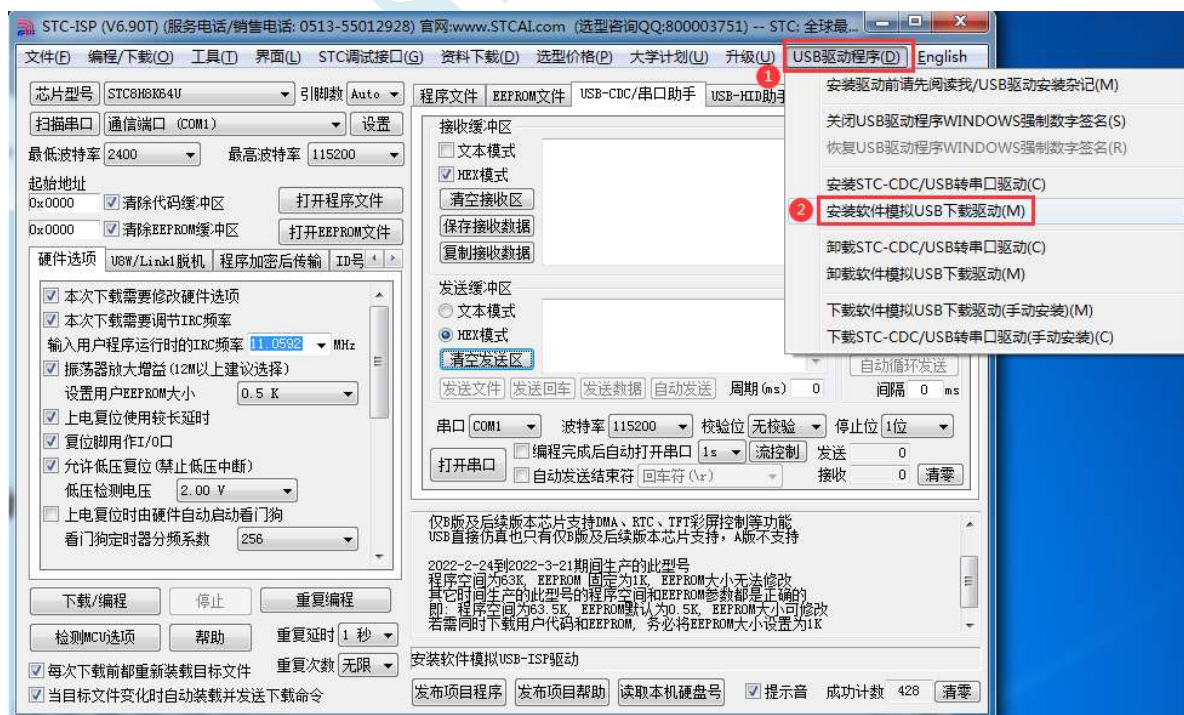 STC-ISP (V6.90T) (服务电话/销售电话: 0513-55012928) 官网:www.STCAI.com (选型咨询QQ:800003751) -- STC: 全球最...
文件(F) 编程/下载(O) 工具(T) 界面(L) STC调试接口(G) 资料下载(D) 选型价格(P) 大学计划(U) 升级(U) USB驱动程序(D) English
1
安装驱动前请先阅读我/USB驱动安装杂记(M)
关闭USB驱动程序WINDOWS强制数字签名(S)
恢复USB驱动程序WINDOWS强制数字签名(R)
安装STC-CDC/USB转串口驱动(C)
2 安装软件模拟USB下载驱动(M)
卸载STC-CDC/USB转串口驱动(C)
卸载软件模拟USB下载驱动(M)
下载软件模拟USB下载驱动(手动安装)(M)
下载STC-CDC/USB转串口驱动(手动安装)(C)
芯片型号 STC8H8K64U 引脚数 Auto
扫描串口 通信端口 (COM1) 设置
最低波特率 2400 最高波特率 115200
起始地址
0x0000 清除代码缓冲区 打开程序文件
0x0000 清除EEPROM缓冲区 打开EEPROM文件
硬件选项 U8W/Link1脱机 程序加密后传输 ID号
本次下载需要修改硬件选项
本次下载需要调节IRC频率
输入用户程序运行时的IRC频率 11.0592 MHz
振荡器放大增益(12M以上建议选择)
设置用户EEPROM大小 0.5 K
上电复位使用较长延时
复位脚用作I/O口
允许低压复位(禁止低压中断)
低压检测电压 2.00 V
上电复位时由硬件自动启动看门狗
看门狗定时器分频系数 256
下载/编程 停止 重复编程
检测MCU选项 帮助 重复延时 1 秒
每次下载前都重新装载目标文件 重复次数 无限
当目标文件变化时自动装载并发送下载命令
程序文件 EEPROM文件 USB-CDC/串口助手 USB-HID助手
接收缓冲区
文本模式
HEX模式
清空接收区
保存接收数据
复制接收数据
发送缓冲区
文本模式
HEX模式
清空发送区
自动循环发送
发送文件 发送回车 发送数据 自动发送 周期(ms) 0 间隔 0 ms
串口 COM1 波特率 115200 校验位 无校验 停止位 1位
打开串口 编程完成后自动打开串口 1s 流控制 发送 0
自动发送结束符 回车符(\r) 接收 0 清零
仅B版及后续版本芯片支持DMA、RTC、TFT彩屏控制等功能
USB直接仿真也只有仅B版及后续版本芯片支持，A版不支持
2022-2-24到2022-3-21期间生产的此型号
程序空间为63K, EEPROM 固定为1K, EEPROM大小无法修改
其它时间生产的此型号的程序空间和EEPROM参数都是正确的
即: 程序空间为63.5K, EEPROM默认为0.5K, EEPROM大小可修改
若需同时下载用户代码和EEPROM, 务必将EEPROM大小设置为1K
安装软件模拟USB-ISP驱动
发布项目程序 发布项目帮助 读取本机硬盘号 提示音 成功计数 428 清零